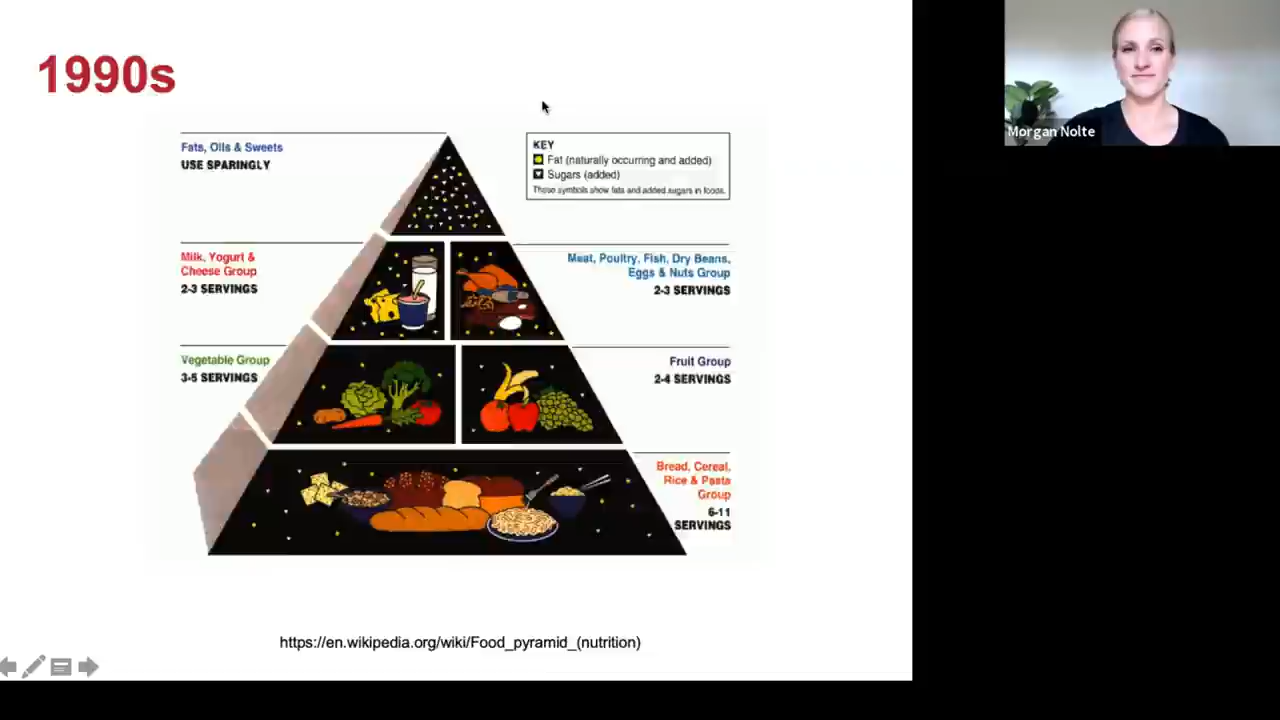 1990s
Fats, Oils & Sweets
USE SPARINGLY
KEY
Fat (naturally occurring and added)
Sugars (added)
These symbols show fats and added sugars in foods.
Milk, Yogurt &
Cheese Group
2-3 SERVINGS
Meat, Poultry, Fish, Dry Beans,
Eggs & Nuts Group
2-3 SERVINGS
Vegetable Group
3-5 SERVINGS
Fruit Group
2-4 SERVINGS
Bread, Cereal,
Rice & Pasta
Group
6-11
SERVINGS
https://en.wikipedia.org/wiki/Food_pyramid_(nutrition)
Morgan Nolte